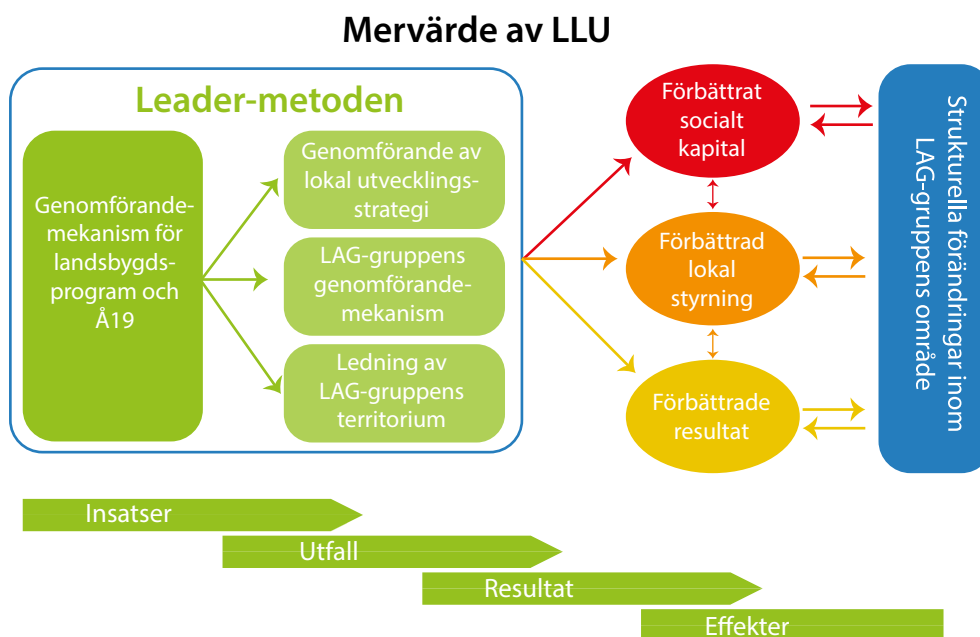 Mervärde av LLU
Leader-metoden
Genomförande-
mekanism för
landsbygds-
program och
Å19
Genomförande av
lokal utvecklings-
strategi
LAG-gruppens
genomförande-
mekanism
Ledning av
LAG-gruppens
territorium
Förbättrat
socialt
kapital
Förbättrad
lokal
styrning
Förbättrade
resultat
Strukturella förändringar inom
LAG-gruppens område
Insatser
Utfall
Resultat
Effekter